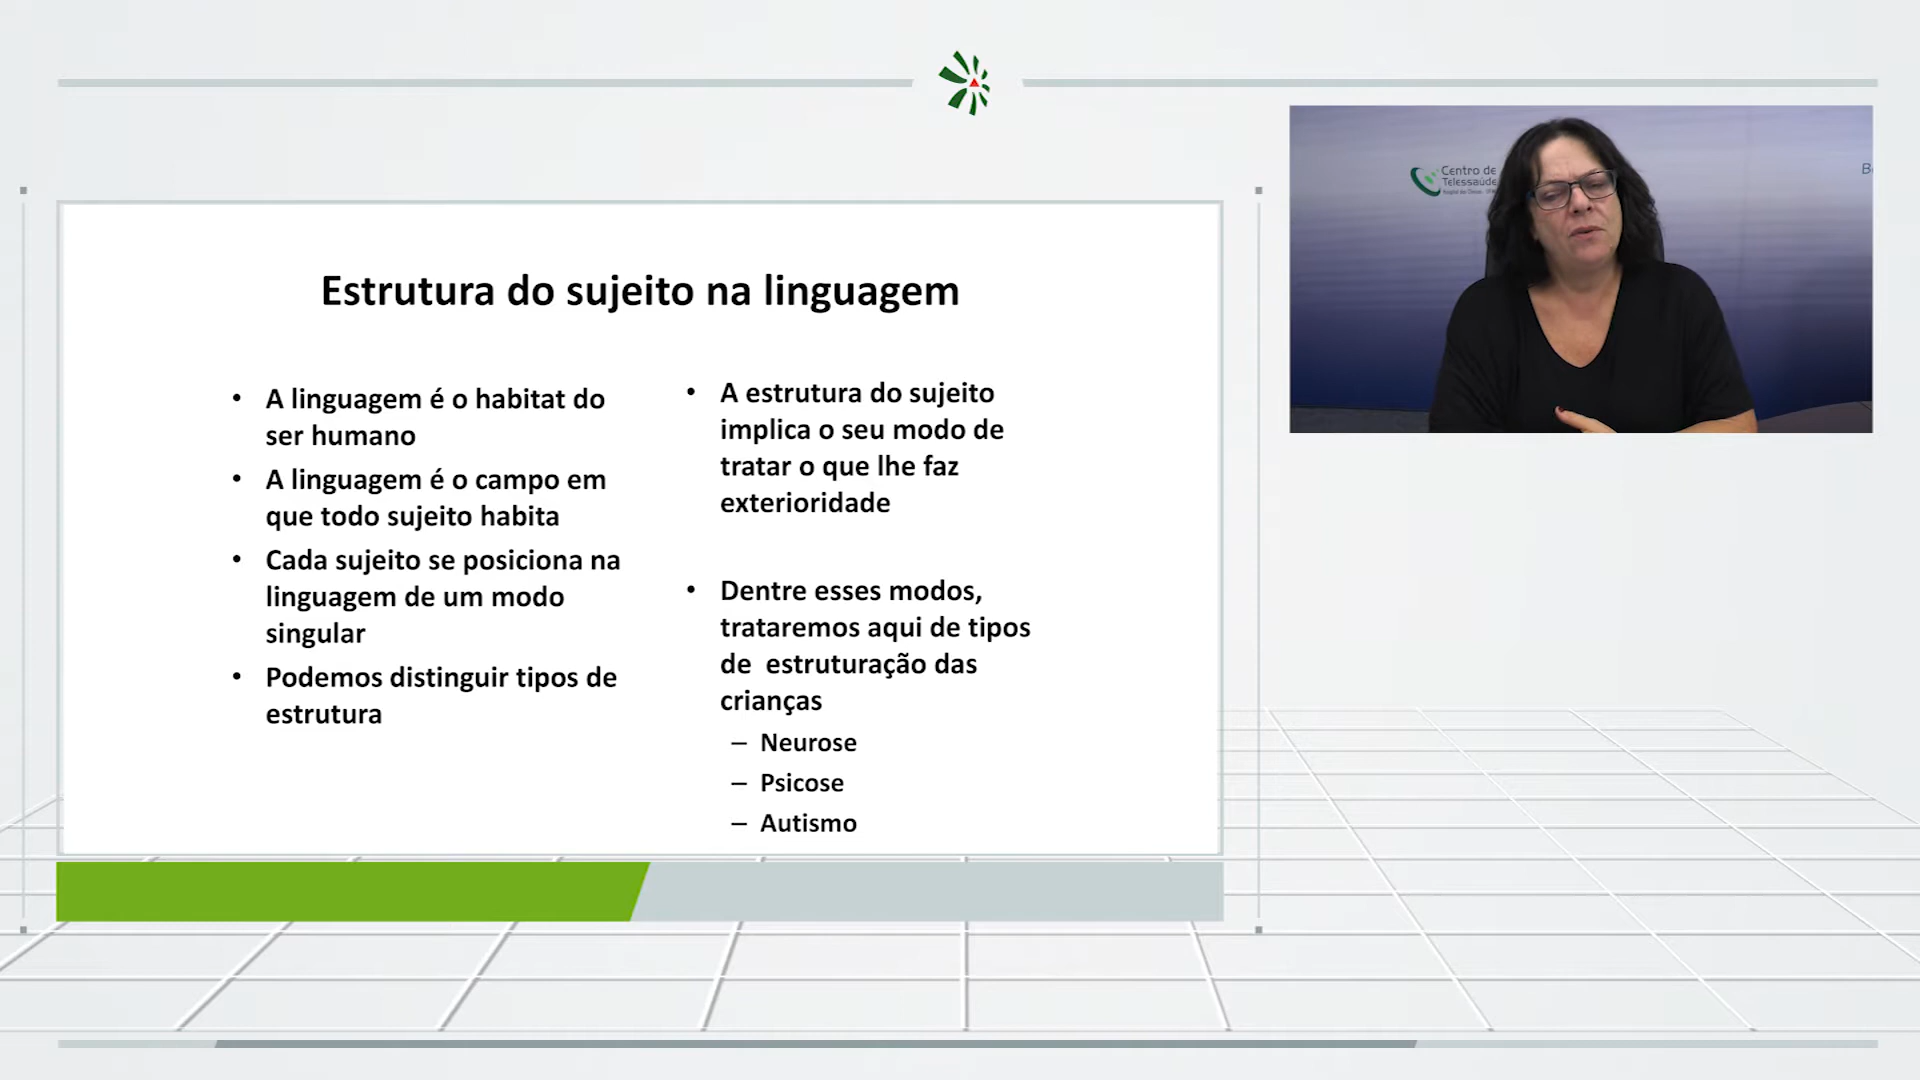 Estrutura do sujeito na linguagem
• A linguagem é o habitat do
ser humano
• A linguagem é o campo em
que todo sujeito habita
• Cada sujeito se posiciona na
linguagem de um modo
singular
• Podemos distinguir tipos de
estrutura
• A estrutura do sujeito
implica o seu modo de
tratar o que lhe faz
exterioridade
• Dentre esses modos,
trataremos aqui de tipos
de estruturação das
crianças
– Neurose
– Psicose
– Autismo
Centro de
Telessaúde